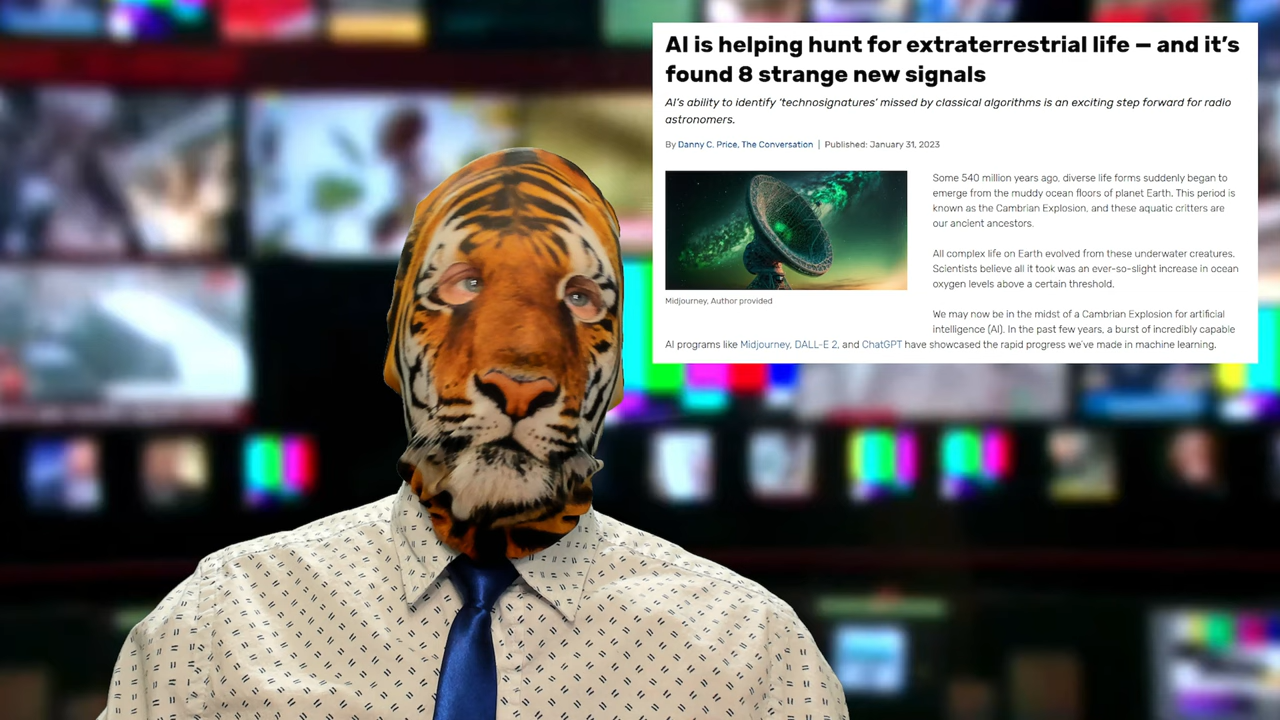 AI is helping hunt for extraterrestrial life — and it's
found 8 strange new signals
AI's ability to identify 'technosignatures' missed by classical algorithms is an exciting step forward for radio
astronomers.
By Danny C. Price, The Conversation | Published: January 31, 2023
Midjourney, Author provided
Some 540 million years ago, diverse life forms suddenly began to
emerge from the muddy ocean floors of planet Earth. This period is
known as the Cambrian Explosion, and these aquatic critters are
our ancient ancestors.
All complex life on Earth evolved from these underwater creatures.
Scientists believe all it took was an ever-so-slight increase in ocean
oxygen levels above a certain threshold.
We may now be in the midst of a Cambrian Explosion for artificial
intelligence (AI). In the past few years, a burst of incredibly capable
AI programs like Midjourney, DALL-E 2, and ChatGPT have showcased the rapid progress we've made in machine learning.